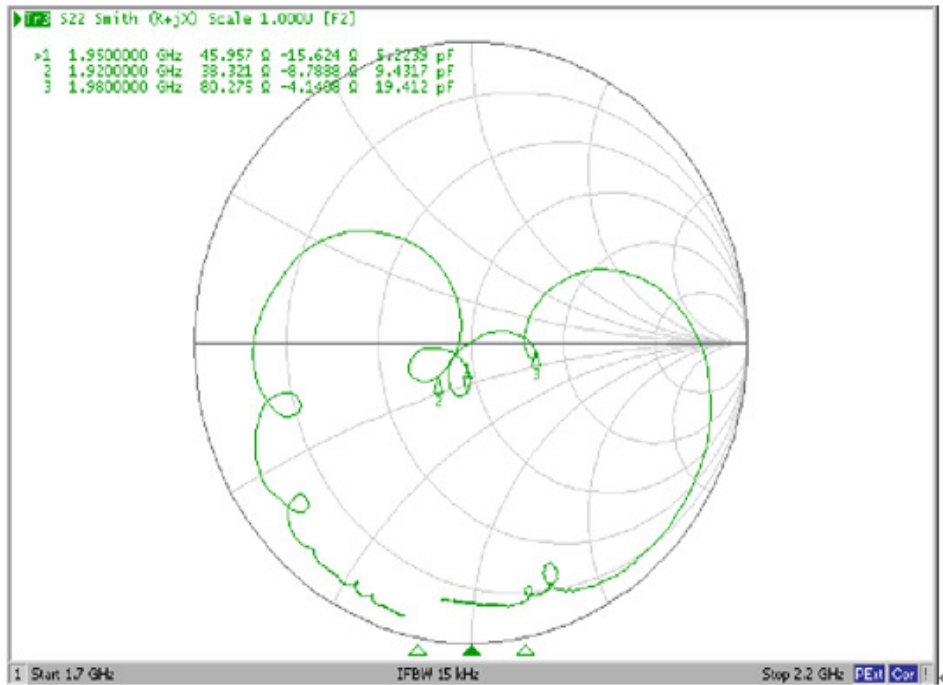 Tr3 S22 Smith (R+jX) Scale 1.000U [F2]
>1 1.9500000 GHz 45.957 Ω -15.624 Ω 5.2239 pF
2 1.9200000 GHz 38.321 Ω -8.7888 Ω 9.4317 pF
3 1.9800000 GHz 80.275 Ω -4.1408 Ω 19.412 pF
3
2
1 Start 1.7 GHz IFBW 15 kHz Stop 2.2 GHz PExt Cor !